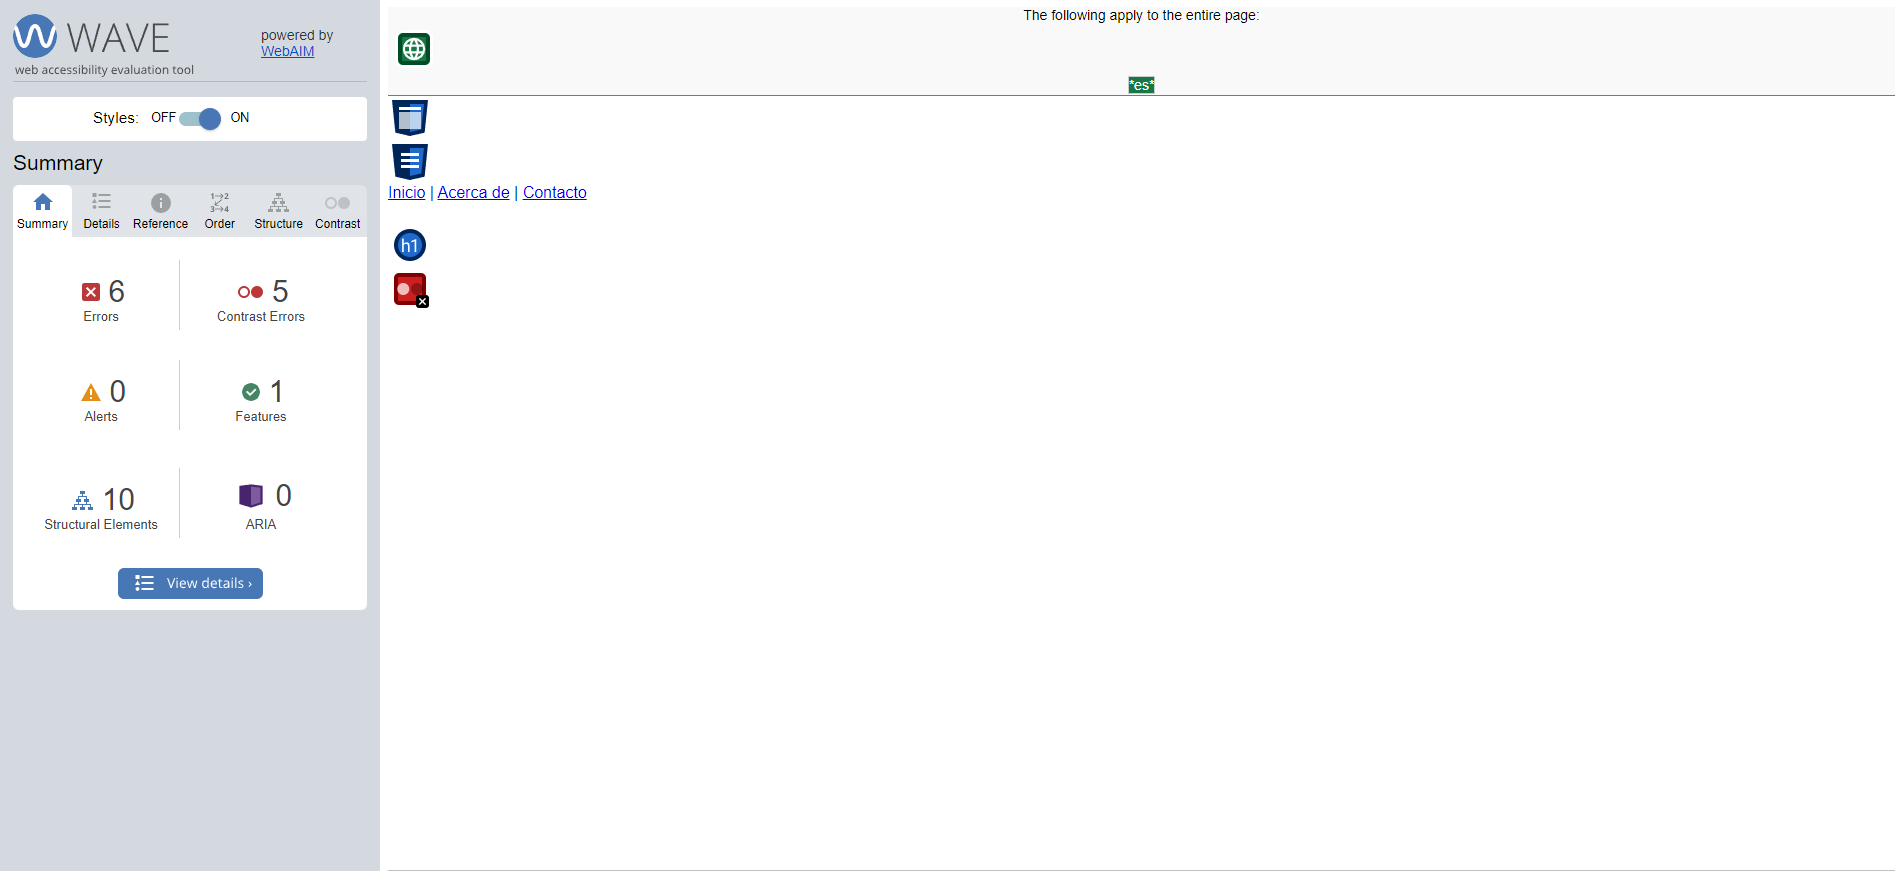 WAVE
web accessibility evaluation tool
powered by
WebAIM
Styles: OFF ON
Summary
Summary Details Reference Order Structure Contrast
6
Errors
5
Contrast Errors
0
Alerts
1
Features
10
Structural Elements
0
ARIA
View details ›
The following apply to the entire page:
*es*
Inicio | Acerca de | Contacto
h1